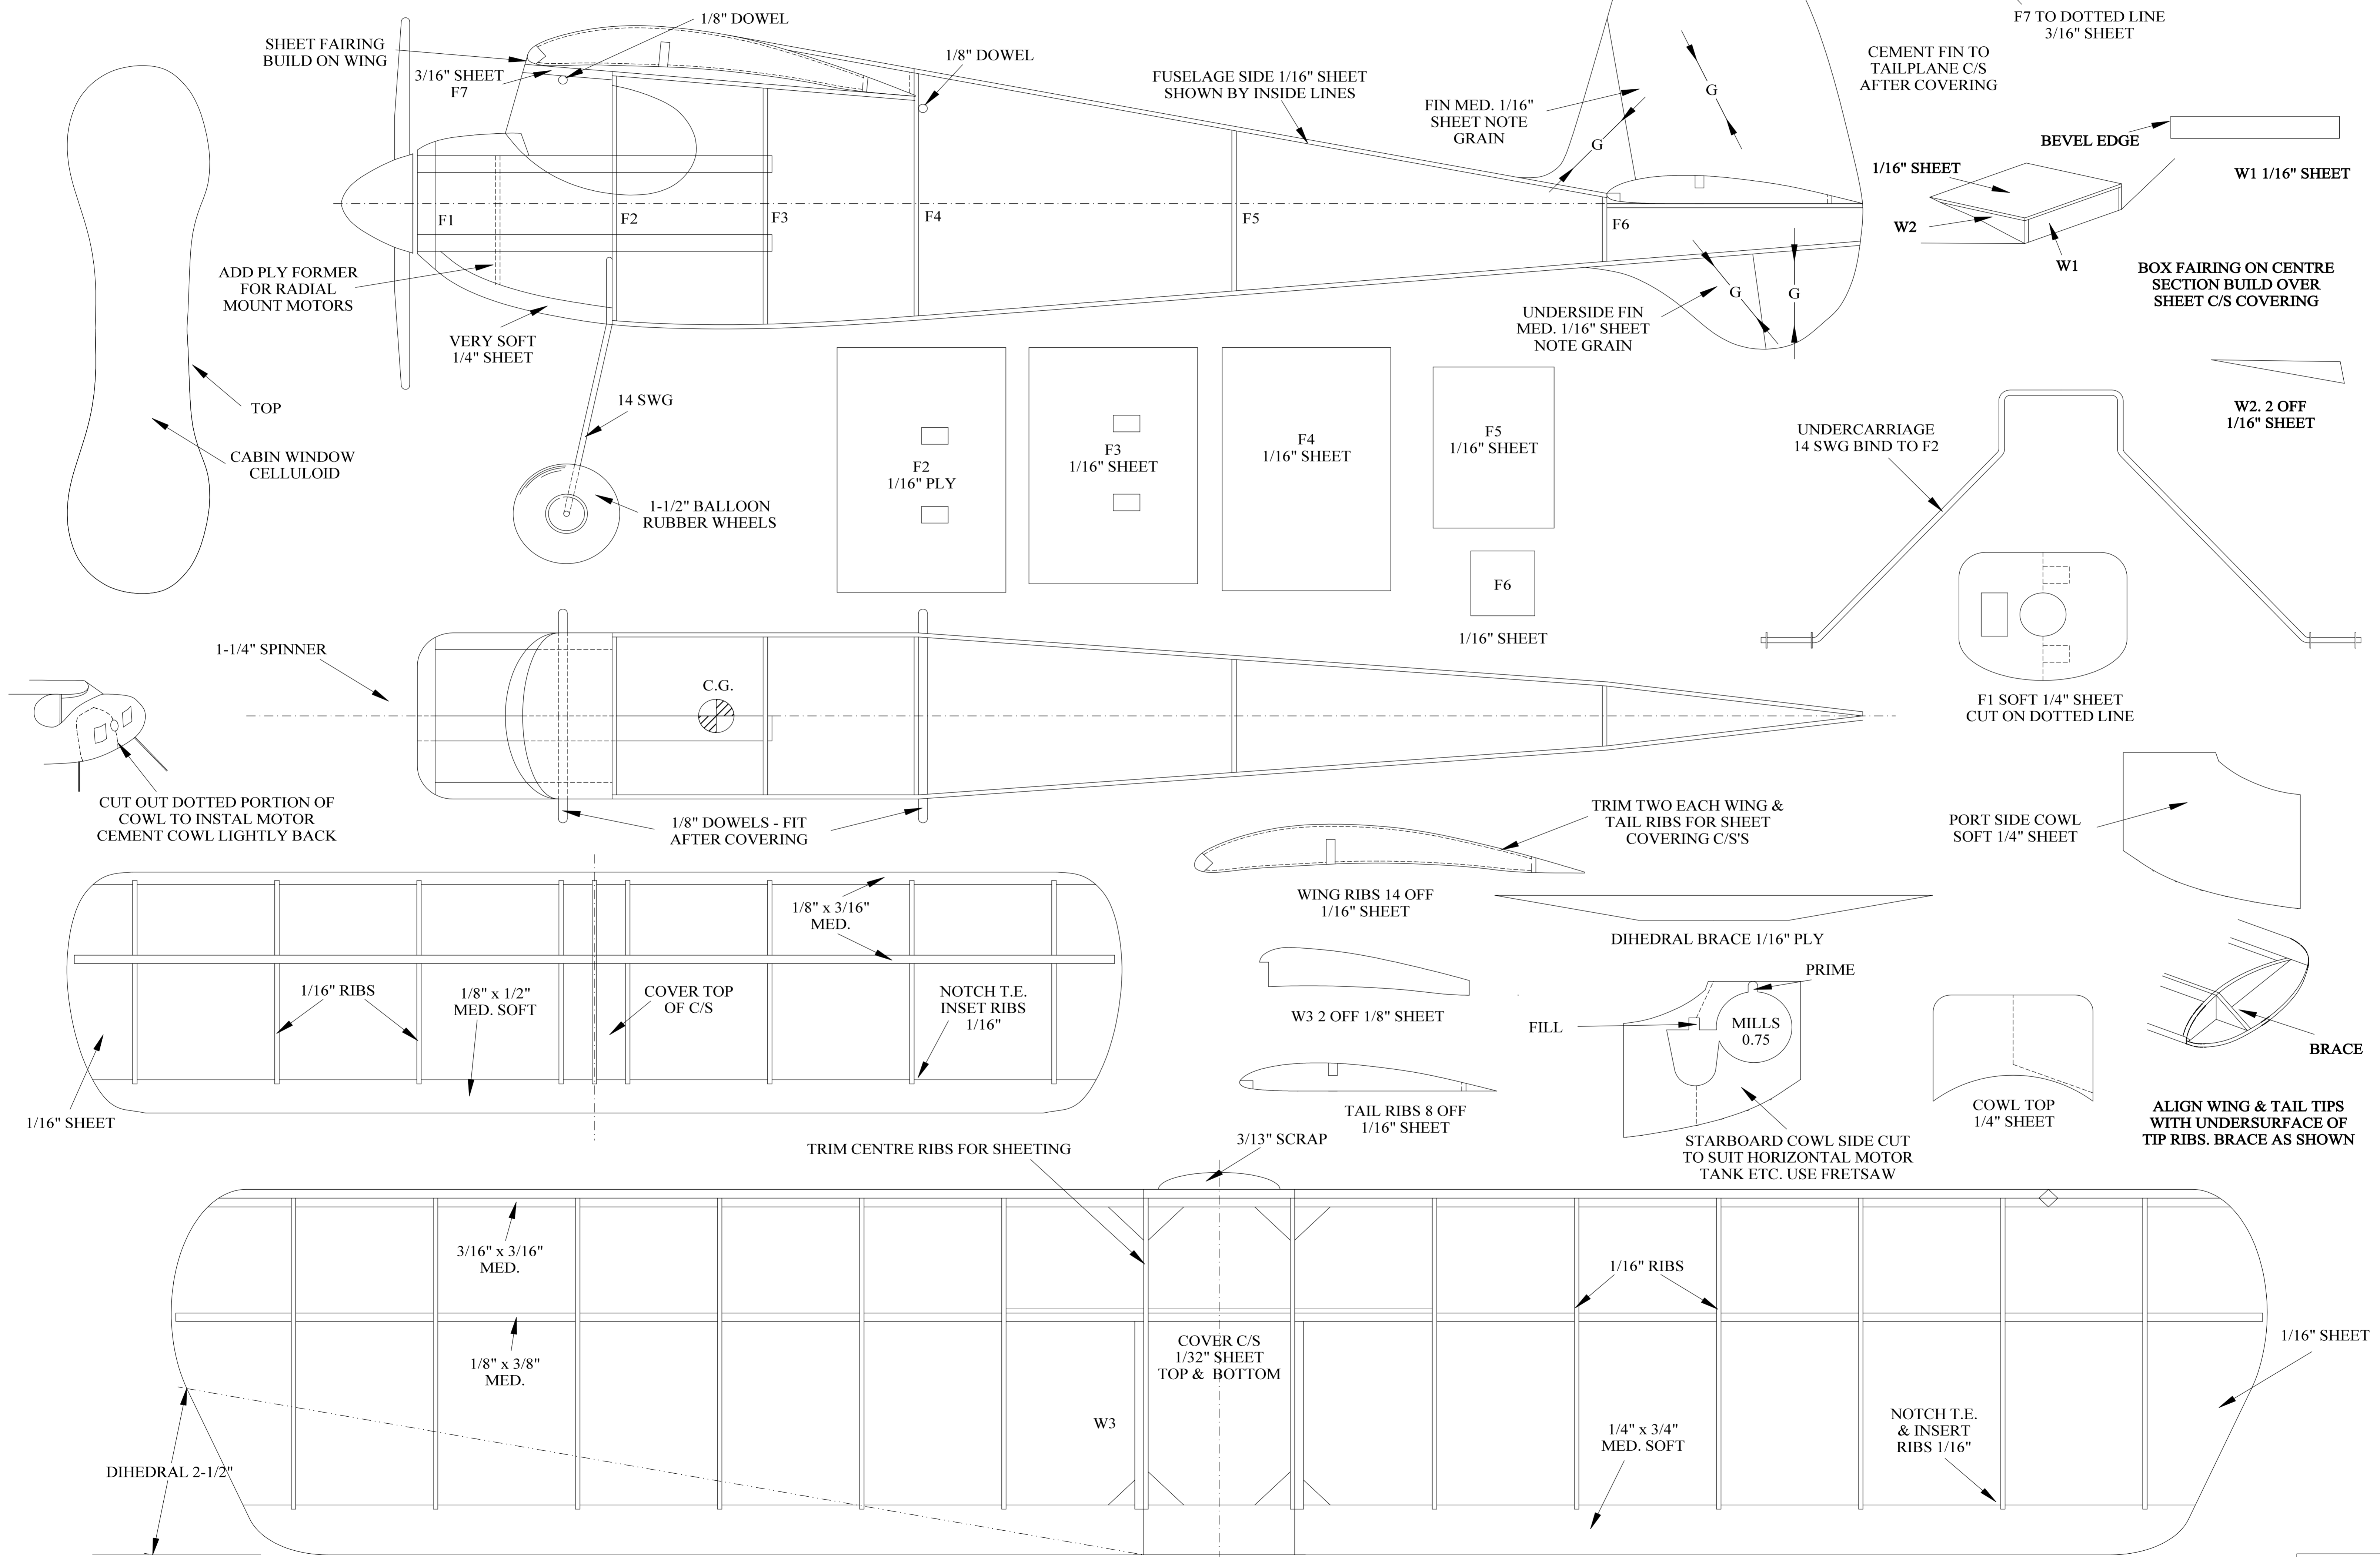 1/8" DOWEL
SHEET FAIRING
BUILD ON WING
3/16" SHEET
F7
1/8" DOWEL
FUSELAGE SIDE 1/16" SHEET
SHOWN BY INSIDE LINES
FIN MED. 1/16"
SHEET NOTE
GRAIN
G
G
F7 TO DOTTED LINE
3/16" SHEET
CEMENT FIN TO
TAILPLANE C/S
AFTER COVERING
BEVEL EDGE
W1 1/16" SHEET
1/16" SHEET
W2
W1
BOX FAIRING ON CENTRE
SECTION BUILD OVER
SHEET C/S COVERING
F1
F2
F3
F4
F5
F6
ADD PLY FORMER
FOR RADIAL
MOUNT MOTORS
VERY SOFT
1/4" SHEET
G
G
UNDERSIDE FIN
MED. 1/16" SHEET
NOTE GRAIN
TOP
CABIN WINDOW
CELLULOID
14 SWG
1-1/2" BALLOON
RUBBER WHEELS
F2
1/16" PLY
F3
1/16" SHEET
F4
1/16" SHEET
F5
1/16" SHEET
F6
1/16" SHEET
UNDERCARRIAGE
14 SWG BIND TO F2
W2. 2 OFF
1/16" SHEET
F1 SOFT 1/4" SHEET
CUT ON DOTTED LINE
1-1/4" SPINNER
C.G.
CUT OUT DOTTED PORTION OF
COWL TO INSTAL MOTOR
CEMENT COWL LIGHTLY BACK
1/8" DOWELS - FIT
AFTER COVERING
TRIM TWO EACH WING &
TAIL RIBS FOR SHEET
COVERING C/S'S
PORT SIDE COWL
SOFT 1/4" SHEET
WING RIBS 14 OFF
1/16" SHEET
DIHEDRAL BRACE 1/16" PLY
1/8" x 3/16"
MED.
1/16" RIBS
1/8" x 1/2"
MED. SOFT
COVER TOP
OF C/S
NOTCH T.E.
INSET RIBS
1/16"
1/16" SHEET
W3 2 OFF 1/8" SHEET
TAIL RIBS 8 OFF
1/16" SHEET
PRIME
FILL
MILLS
0.75
STARBOARD COWL SIDE CUT
TO SUIT HORIZONTAL MOTOR
TANK ETC. USE FRETSAW
COWL TOP
1/4" SHEET
BRACE
ALIGN WING & TAIL TIPS
WITH UNDERSURFACE OF
TIP RIBS. BRACE AS SHOWN
TRIM CENTRE RIBS FOR SHEETING
3/13" SCRAP
3/16" x 3/16"
MED.
1/8" x 3/8"
MED.
COVER C/S
1/32" SHEET
TOP & BOTTOM
W3
1/16" RIBS
1/16" SHEET
1/4" x 3/4"
MED. SOFT
NOTCH T.E.
& INSERT
RIBS 1/16"
DIHEDRAL 2-1/2"